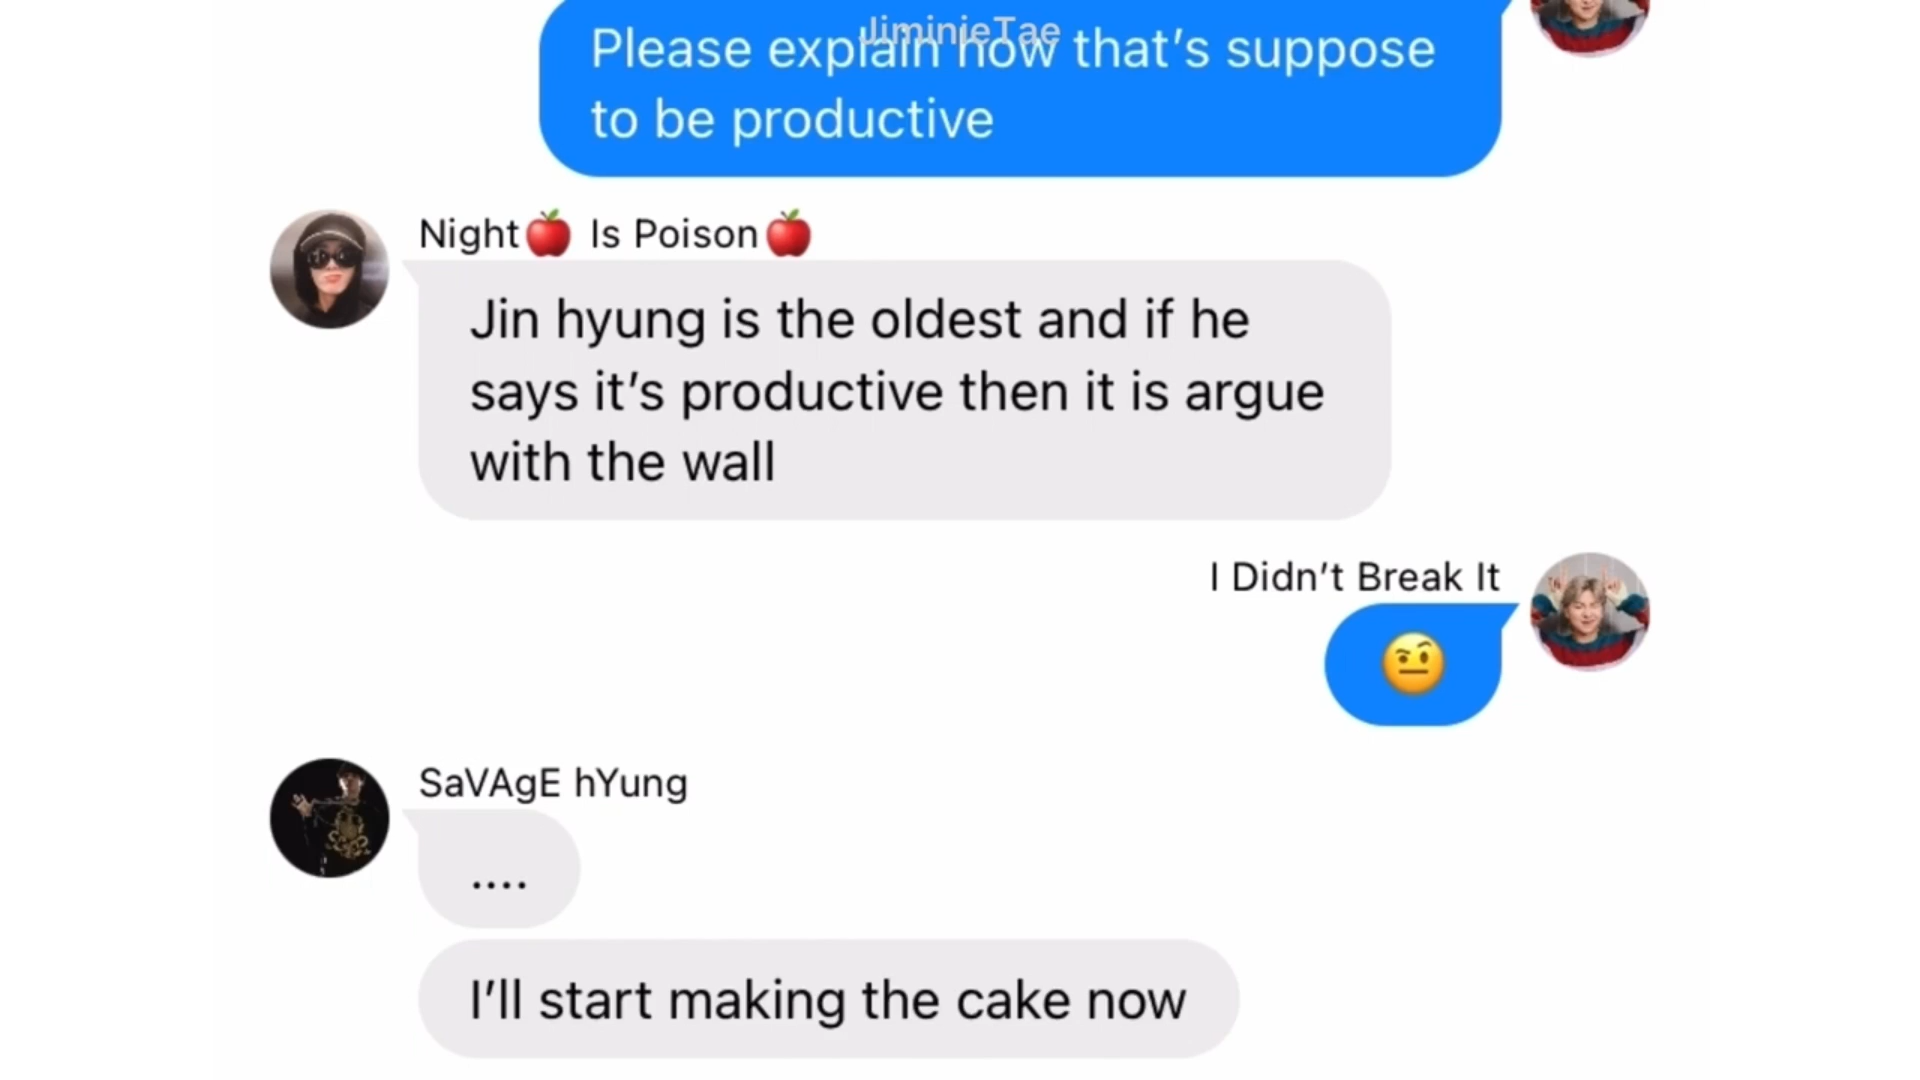 JiminieTae
Please explain how that’s suppose
to be productive
Night🍎 Is Poison🍎
Jin hyung is the oldest and if he
says it’s productive then it is argue
with the wall
I Didn’t Break It
🤨
SaVAgE hYung
....
I’ll start making the cake now